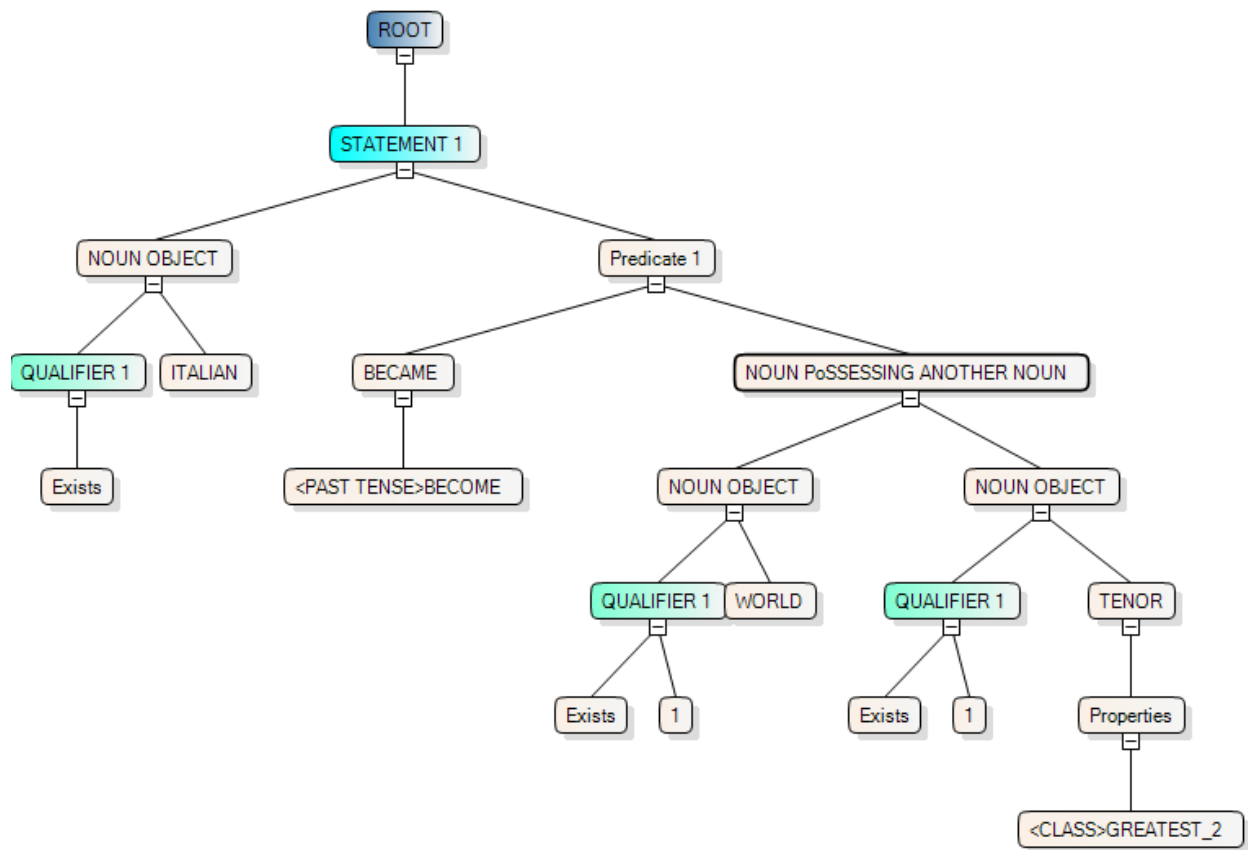 ROOT
STATEMENT 1
NOUN OBJECT
Predicate 1
QUALIFIER 1
ITALIAN
BECAME
NOUN PoSSESSING ANOTHER NOUN
Exists
<PAST TENSE>BECOME
NOUN OBJECT
NOUN OBJECT
QUALIFIER 1
WORLD
QUALIFIER 1
TENOR
Exists
1
Exists
1
Properties
<CLASS>GREATEST_2